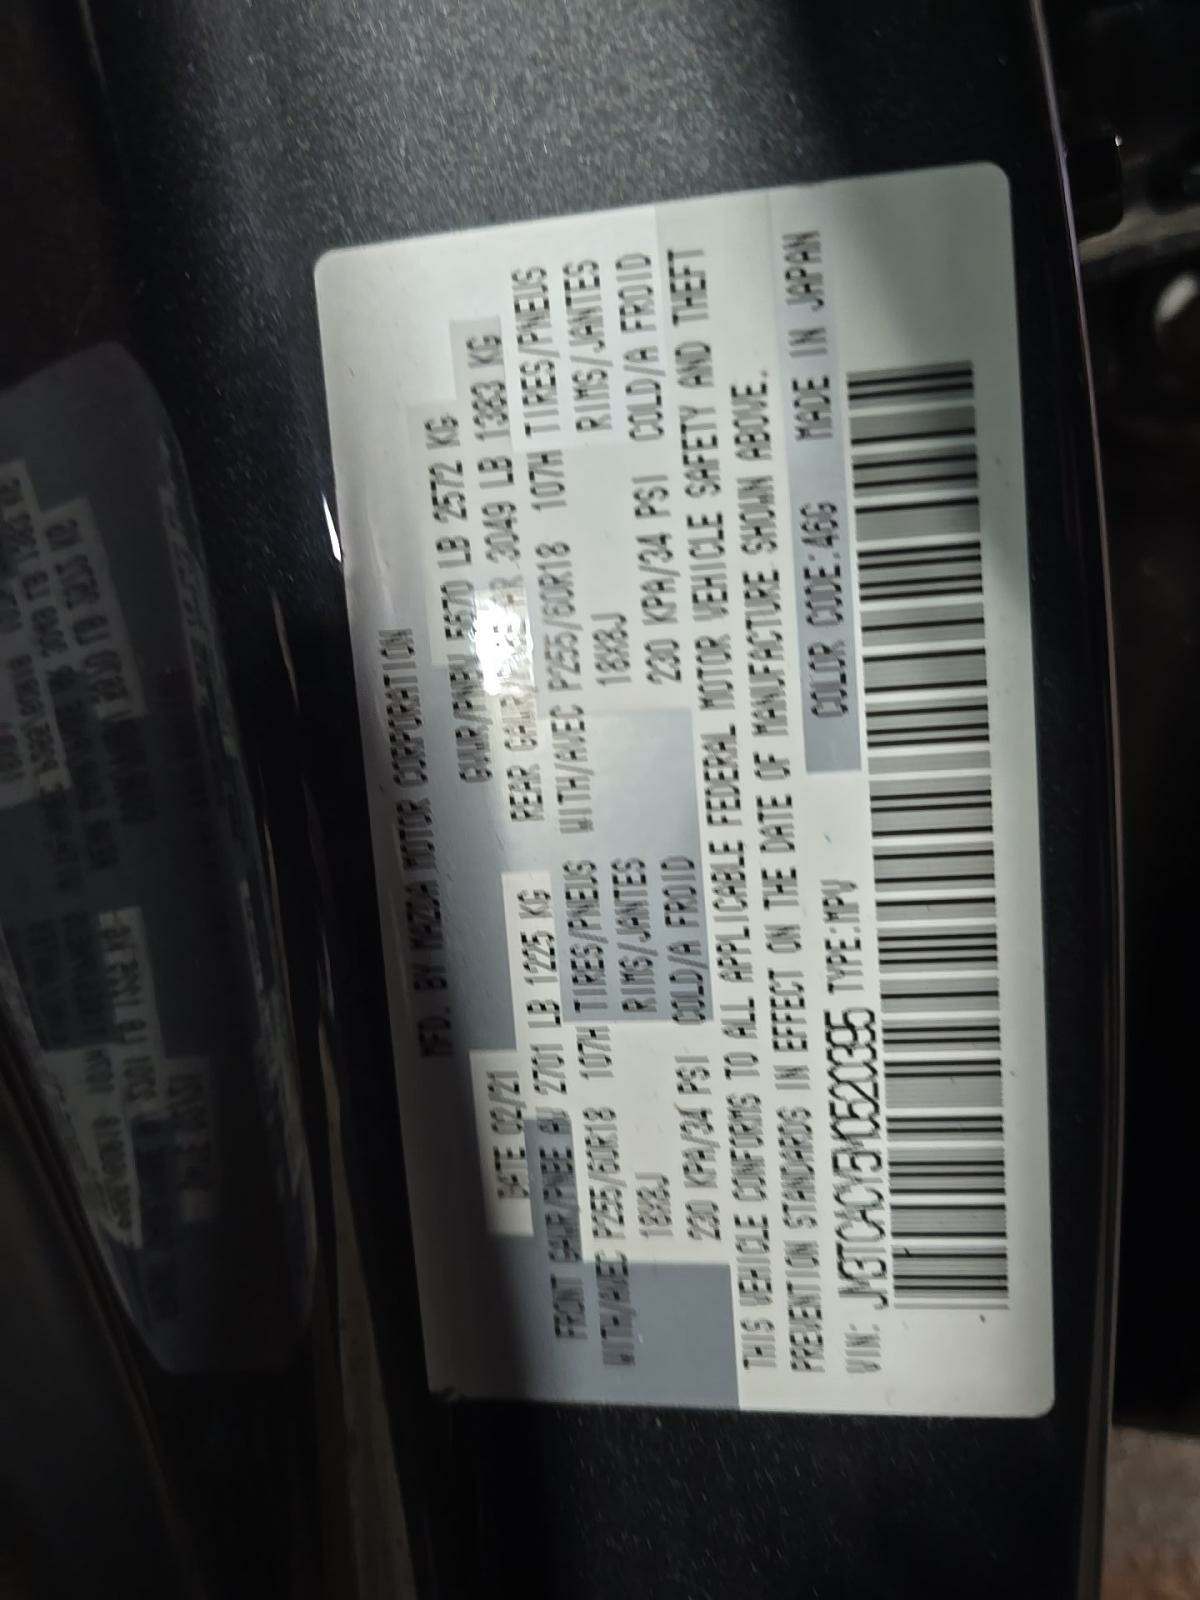 MFD. BY MAZDA MOTOR CORPORATION
DATE 02/21 GVWR/PNBV 5670 LB 2572 KG
FRONT GAWR/PNBE AV 2701 LB 1225 KG REAR GAWR/ AR 3049 LB 1383 KG
WITH/AVEC P255/60R18 107H TIRES/PNEUS WITH/AVEC P255/60R18 107H TIRES/PNEUS
18X8J RIMS/JANTES 18X8J RIMS/JANTES
230 KPA/34 PSI COLD/A FROID 230 KPA/34 PSI COLD/A FROID
THIS VEHICLE CONFORMS TO ALL APPLICABLE FEDERAL MOTOR VEHICLE SAFETY AND THEFT
PREVENTION STANDARDS IN EFFECT ON THE DATE OF MANUFACTURE SHOWN ABOVE.
VIN: JM3TCACY5M0520395 TYPE:MPV COLOR CODE:46G MADE IN JAPAN